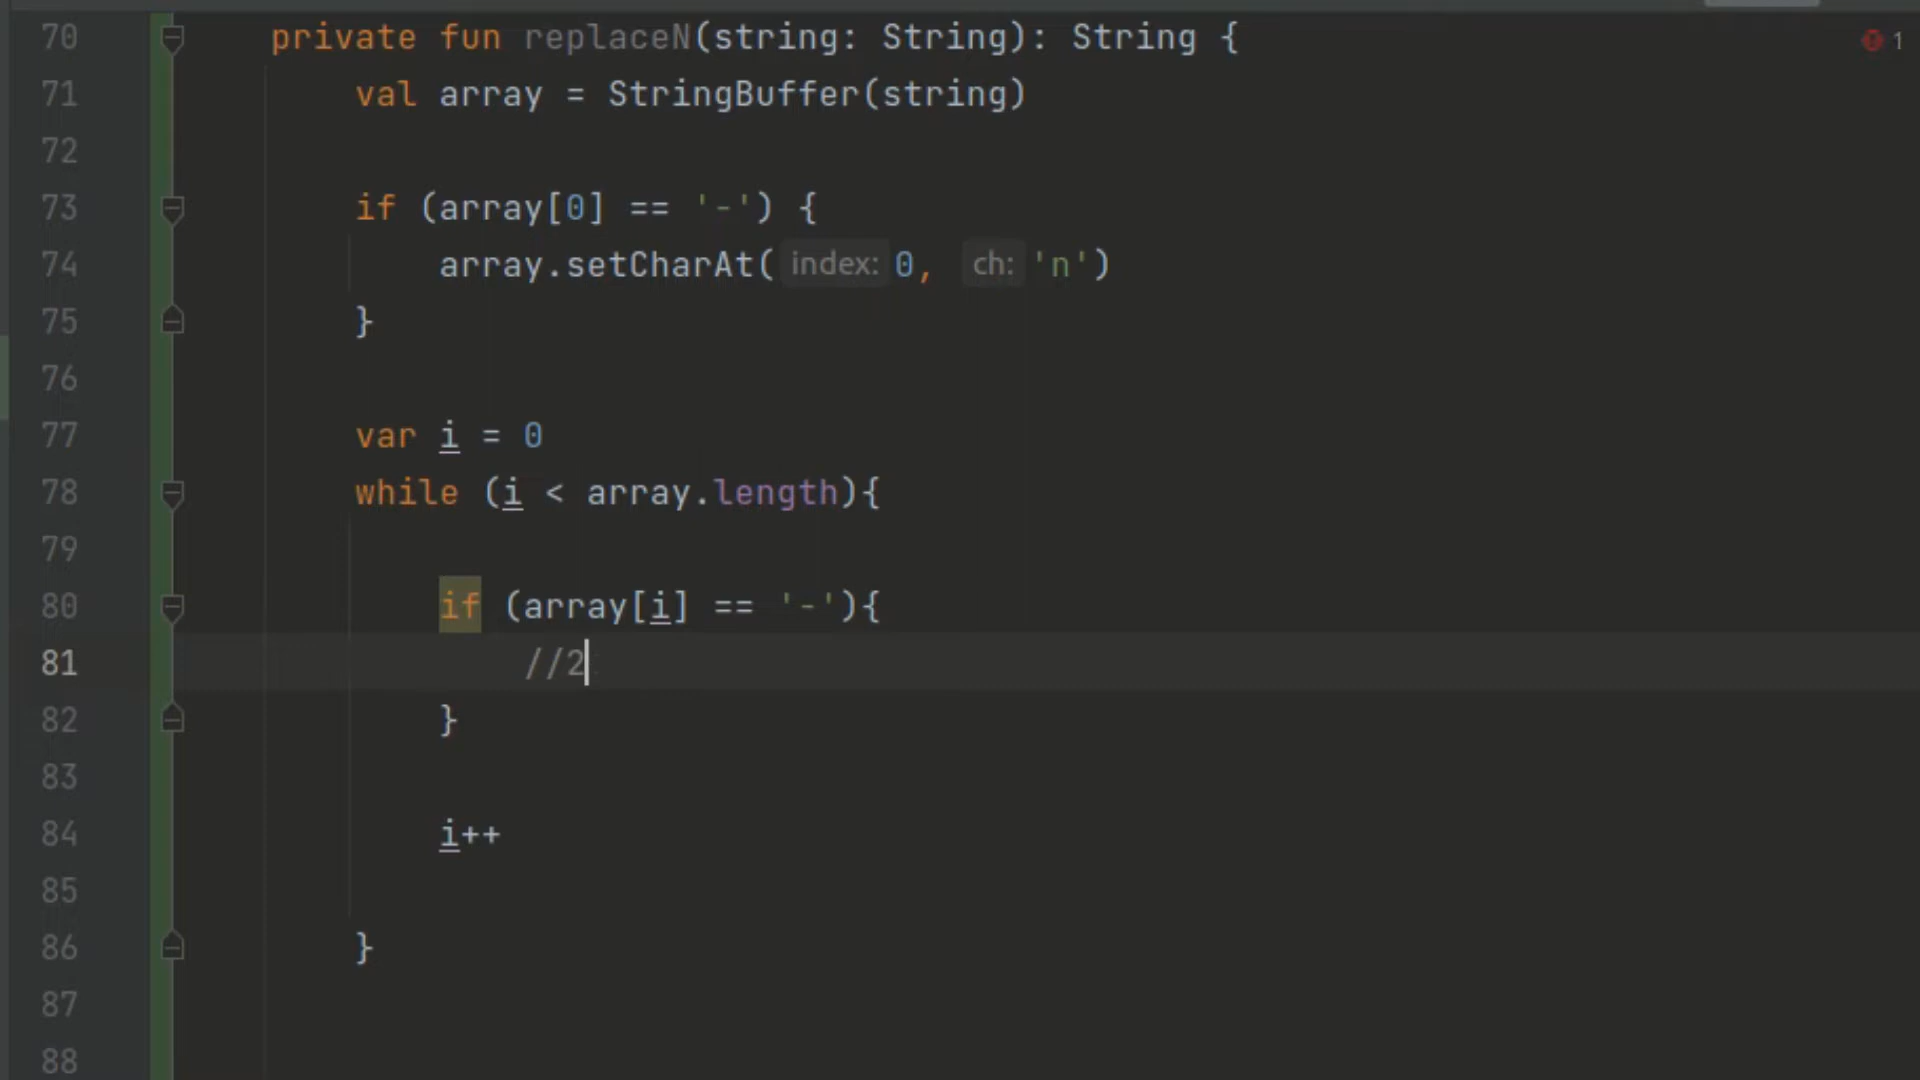 70 private fun replaceN(string: String): String { 1
71 val array = StringBuffer(string)
72
73 if (array[0] == '-') {
74 array.setCharAt( index: 0, ch: 'n')
75 }
76
77 var i = 0
78 while (i < array.length){
79
80 if (array[i] == '-'){
81 //2
82 }
83
84 i++
85
86 }
87
88